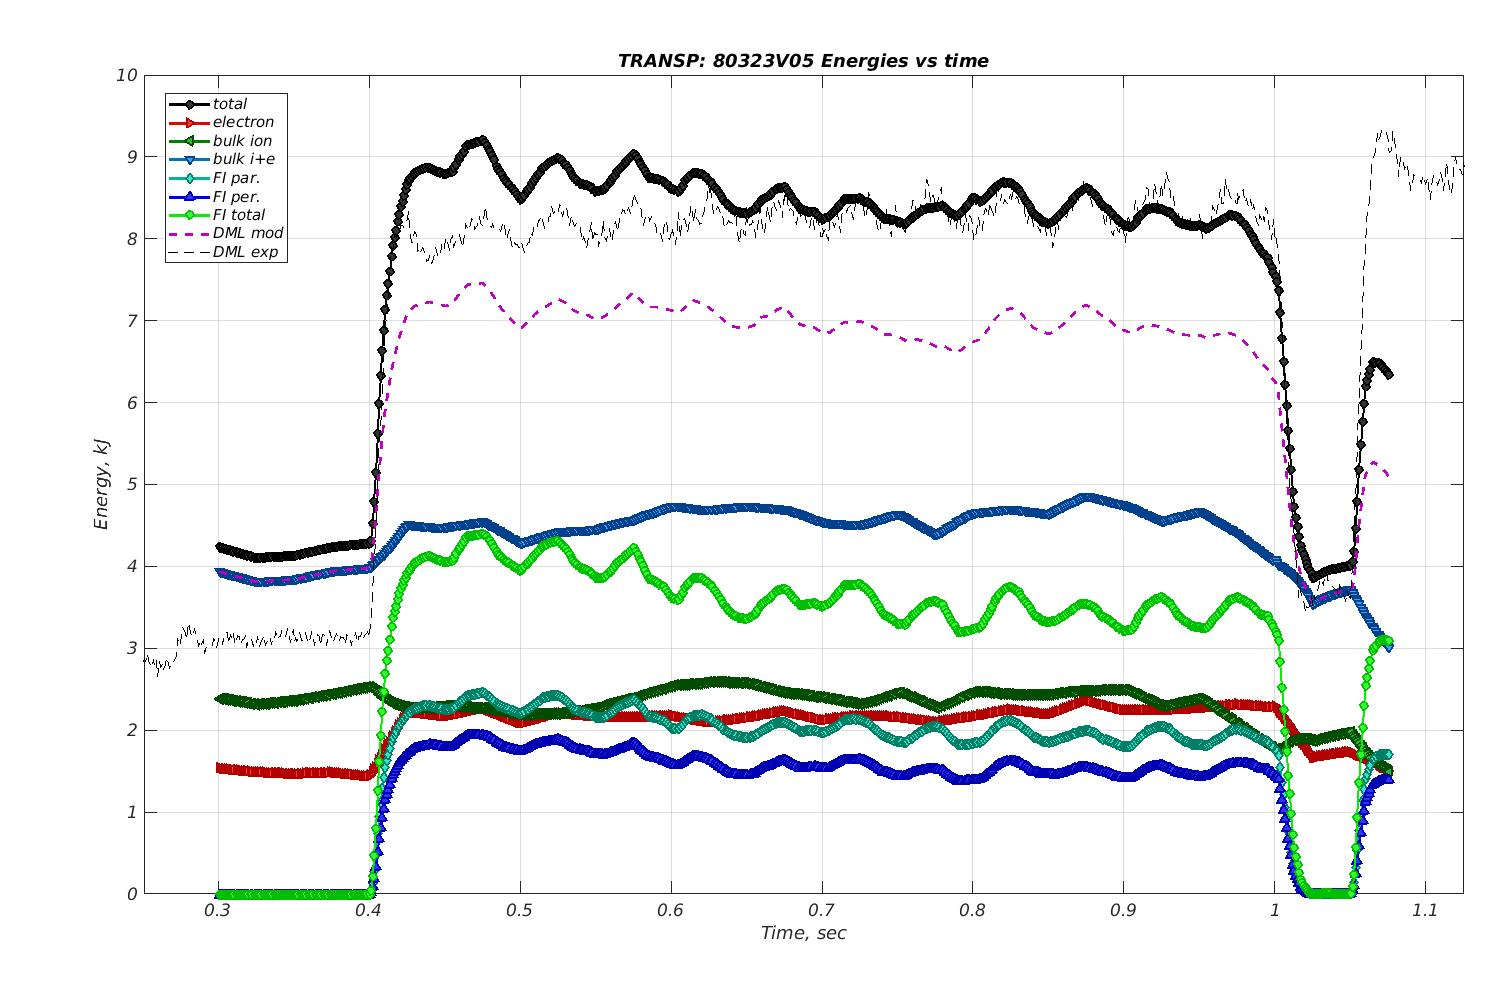 TRANSP: 80323V05 Energies vs time
10
9
8
7
6
5
4
3
2
1
0
total
electron
bulk ion
bulk i+e
FI par.
FI per.
FI total
DML mod
DML exp
Energy, kJ
0.3 0.4 0.5 0.6 0.7 0.8 0.9 1 1.1
Time, sec